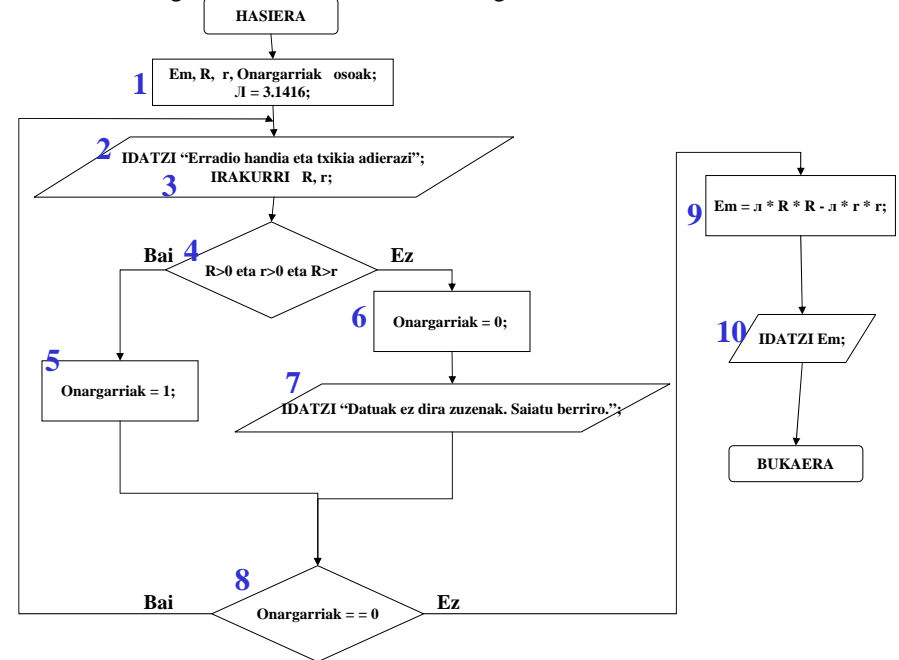 HASIERA
1
Em, R, r, Onargarriak osoak;
Л = 3.1416;
2
IDATZI “Erradio handia eta txikia adierazi”;
3
IRAKURRI R, r;
4
Bai
Ez
R>0 eta r>0 eta R>r
5
Onargarriak = 1;
6
Onargarriak = 0;
7
IDATZI “Datuak ez dira zuzenak. Saiatu berriro.”;
8
Bai
Ez
Onargarriak = = 0
9
Em = л * R * R - л * r * r;
10
IDATZI Em;
BUKAERA